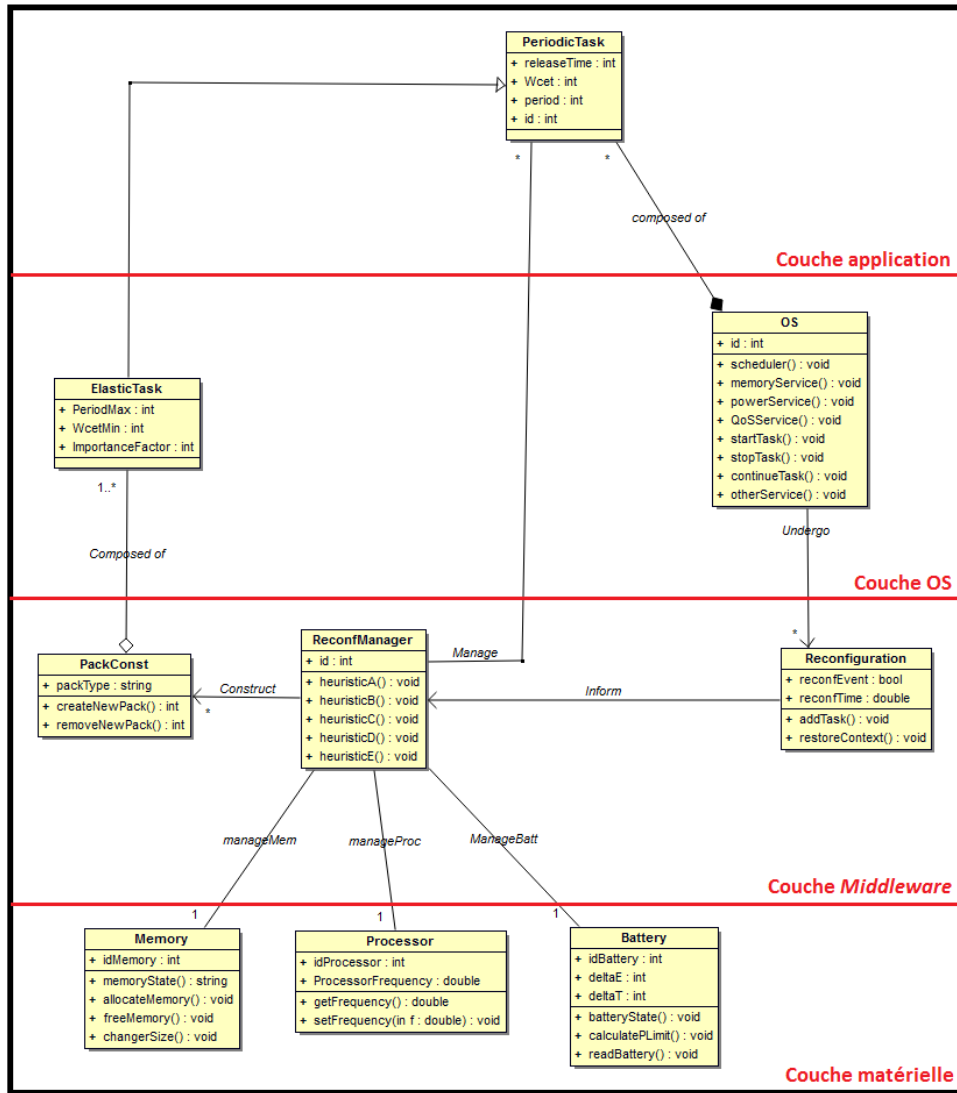 PeriodicTask
+ releaseTime : int
+ Wcet : int
+ period : int
+ id : int
*
*
composed of
Couche application
OS
+ id : int
+ scheduler() : void
+ memoryService() : void
+ powerService() : void
+ QoSService() : void
+ startTask() : void
+ stopTask() : void
+ continueTask() : void
+ otherService() : void
ElasticTask
+ PeriodMax : int
+ WcetMin : int
+ ImportanceFactor : int
1..*
Composed of
Undergo
Couche OS
*
PackConst
+ packType : string
+ createNewPack() : int
+ removeNewPack() : int
Construct
*
ReconfManager
+ id : int
+ heuristicA() : void
+ heuristicB() : void
+ heuristicC() : void
+ heuristicD() : void
+ heuristicE() : void
Manage
Inform
Reconfiguration
+ reconfEvent : bool
+ reconfTime : double
+ addTask() : void
+ restoreContext() : void
manageMem
manageProc
ManageBatt
Couche Middleware
1
1
1
Memory
+ idMemory : int
+ memoryState() : string
+ allocateMemory() : void
+ freeMemory() : void
+ changerSize() : void
Processor
+ idProcessor : int
+ ProcessorFrequency : double
+ getFrequency() : double
+ setFrequency(in f : double) : void
Battery
+ idBattery : int
+ deltaE : int
+ deltaT : int
+ batteryState() : void
+ calculatePLimit() : void
+ readBattery() : void
Couche matérielle